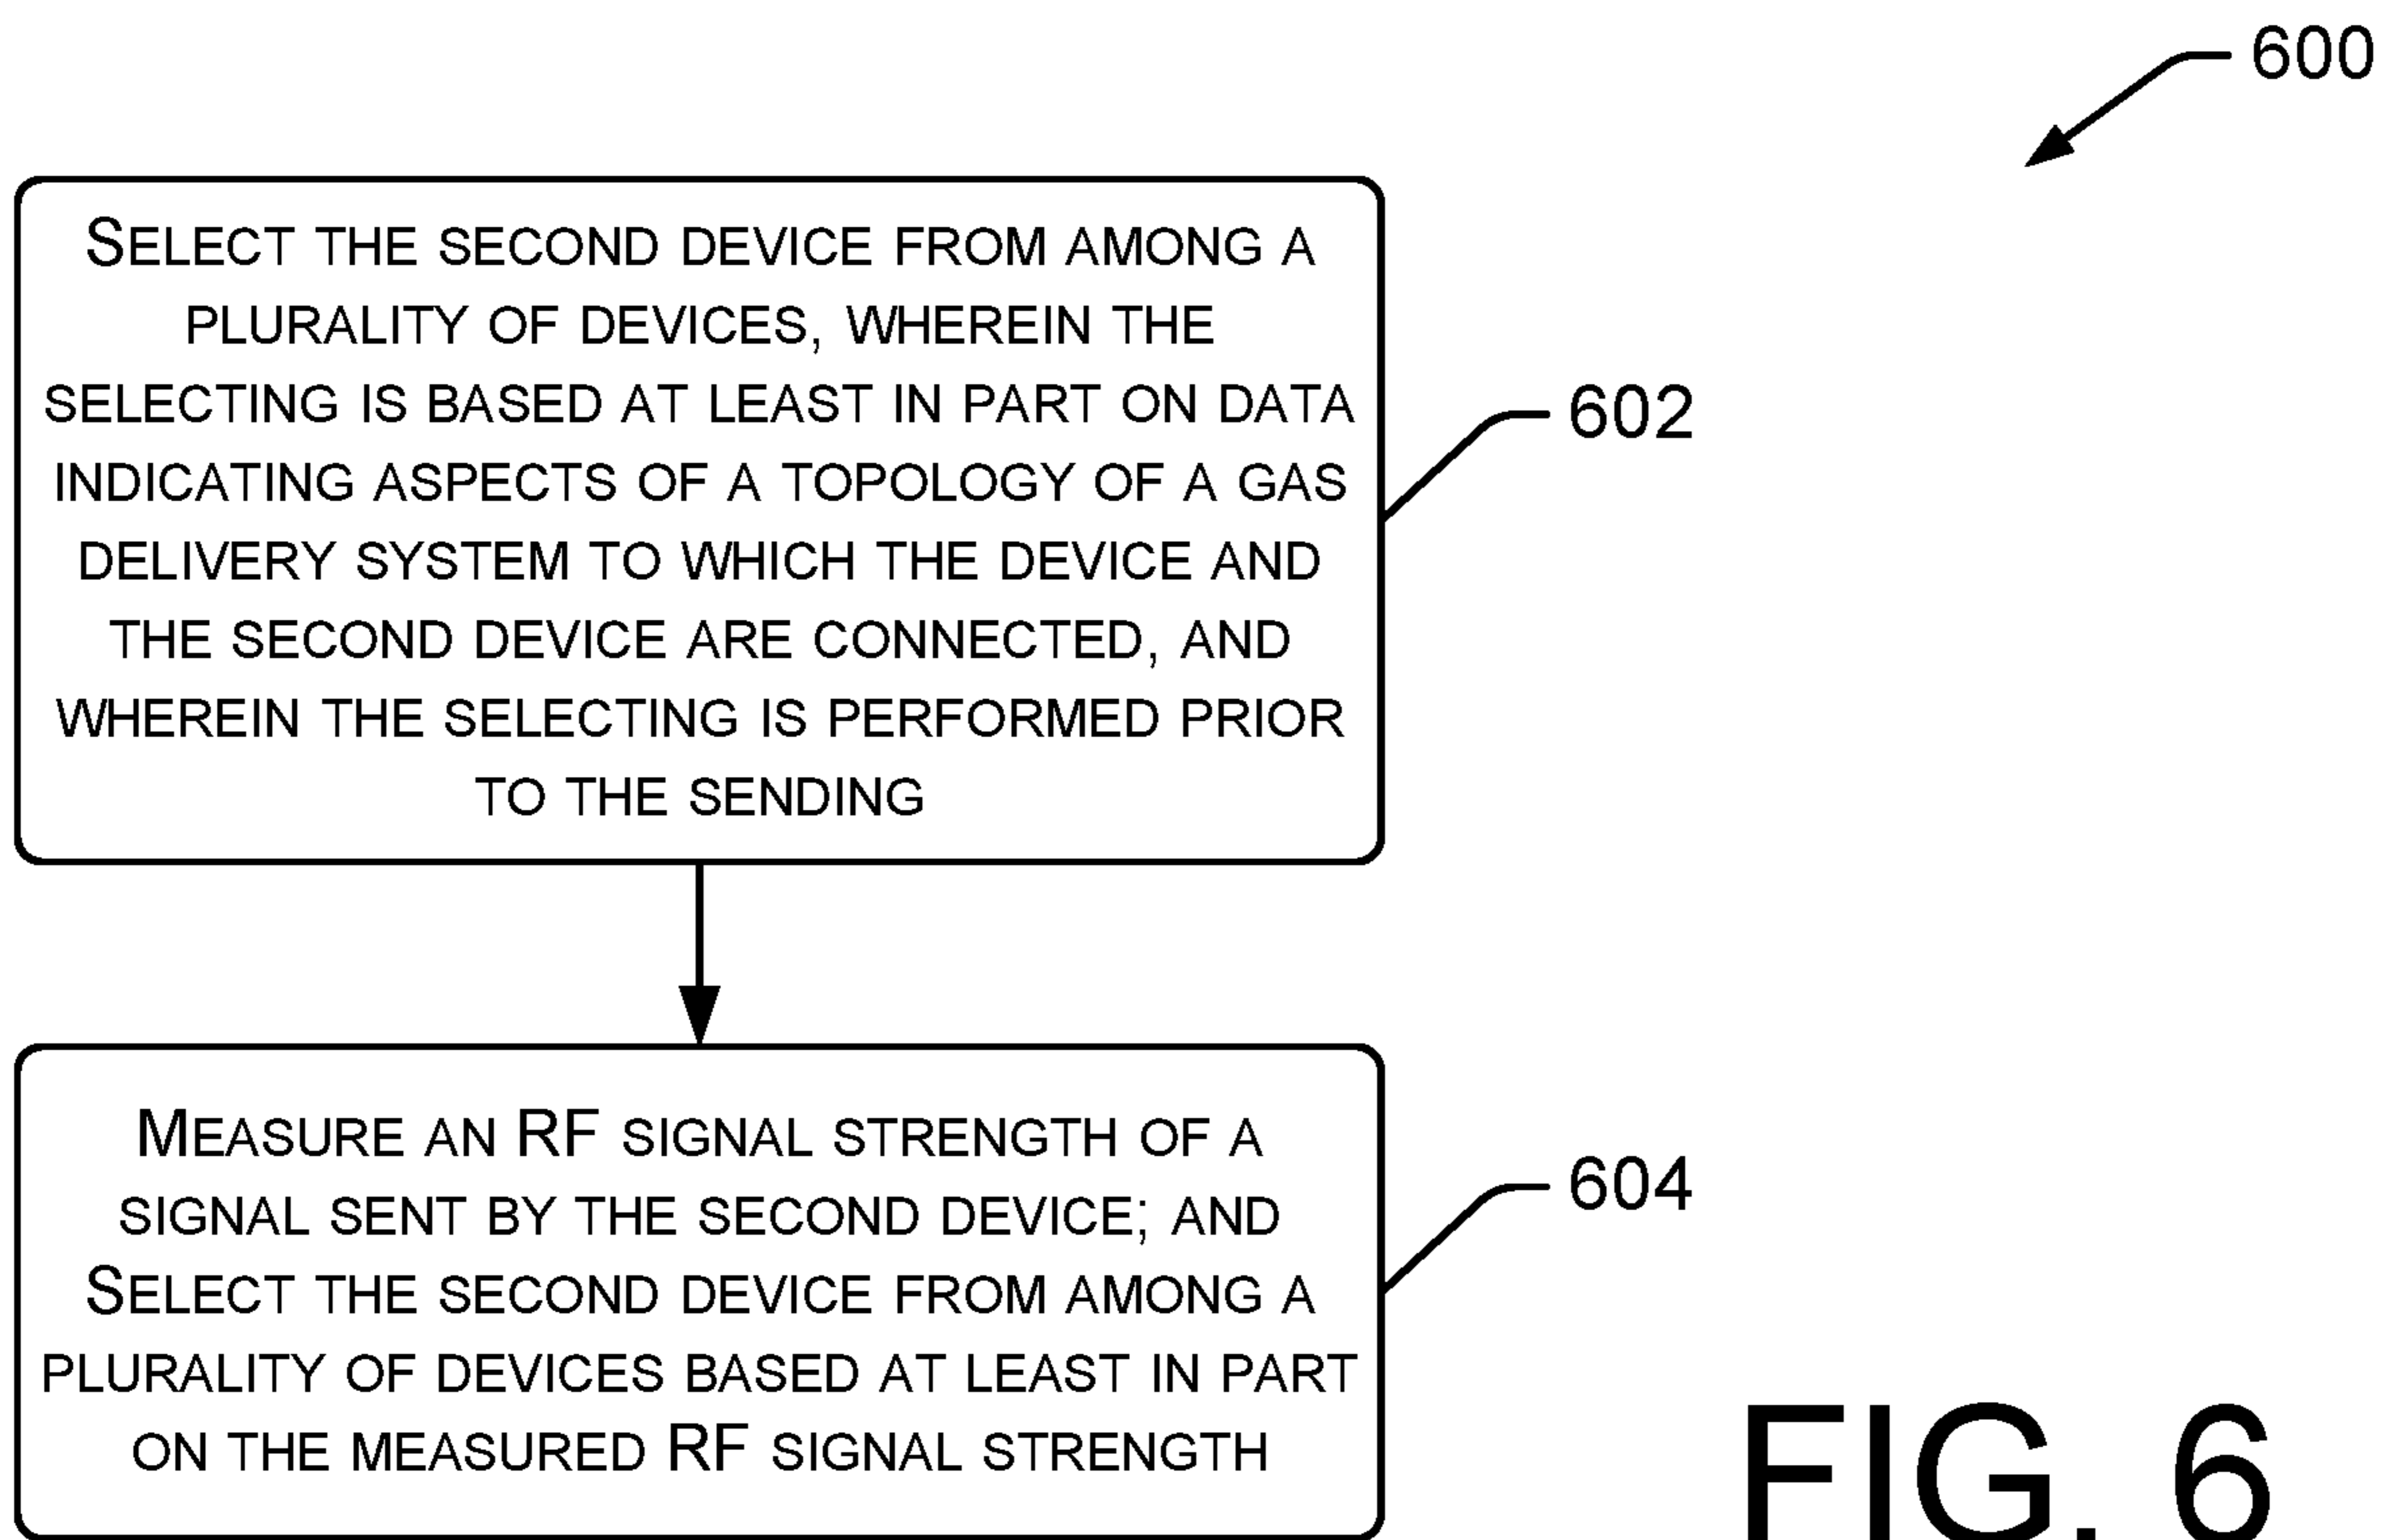 600
SELECT THE SECOND DEVICE FROM AMONG A
PLURALITY OF DEVICES, WHEREIN THE
SELECTING IS BASED AT LEAST IN PART ON DATA
INDICATING ASPECTS OF A TOPOLOGY OF A GAS
DELIVERY SYSTEM TO WHICH THE DEVICE AND
THE SECOND DEVICE ARE CONNECTED, AND
WHEREIN THE SELECTING IS PERFORMED PRIOR
TO THE SENDING
602
MEASURE AN RF SIGNAL STRENGTH OF A
SIGNAL SENT BY THE SECOND DEVICE; AND
SELECT THE SECOND DEVICE FROM AMONG A
PLURALITY OF DEVICES BASED AT LEAST IN PART
ON THE MEASURED RF SIGNAL STRENGTH
604
FIG. 6